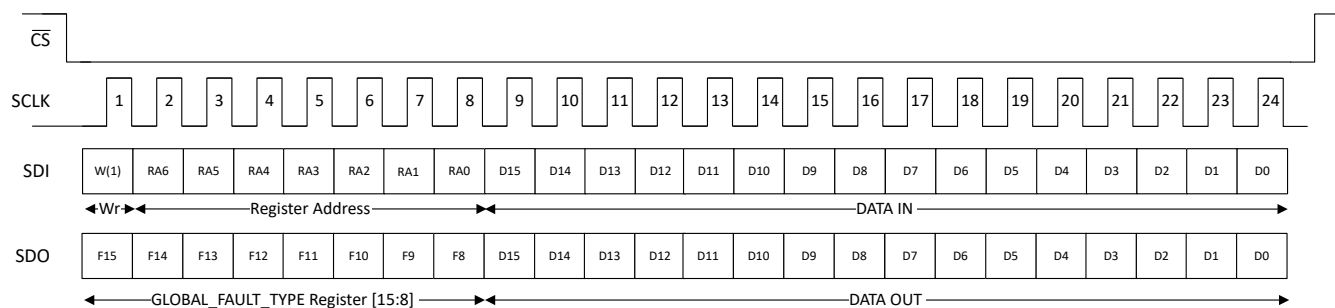 CS
SCLK 1 2 3 4 5 6 7 8 9 10 11 12 13 14 15 16 17 18 19 20 21 22 23 24
SDI W(1) RA6 RA5 RA4 RA3 RA2 RA1 RA0 D15 D14 D13 D12 D11 D10 D9 D8 D7 D6 D5 D4 D3 D2 D1 D0
Wr Register Address DATA IN
SDO F15 F14 F13 F12 F11 F10 F9 F8 D15 D14 D13 D12 D11 D10 D9 D8 D7 D6 D5 D4 D3 D2 D1 D0
GLOBAL_FAULT_TYPE Register [15:8] DATA OUT